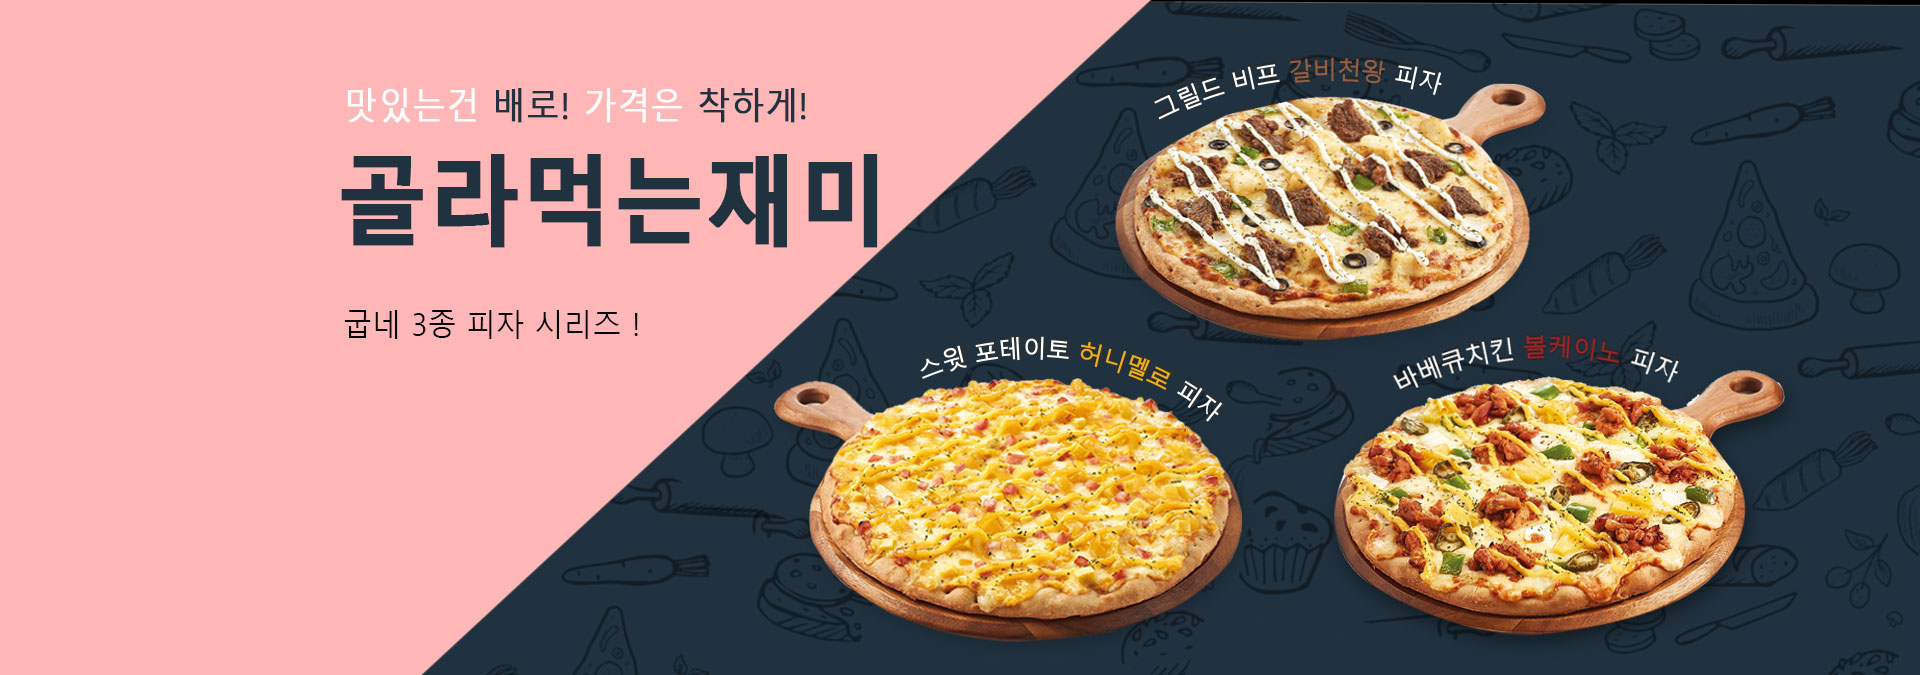 맛있는건 배로! 가격은 착하게!
골라먹는재미
굽네 3종 피자 시리즈 !
그릴드 비프 갈비천왕 피자
스윗 포테이토 허니멜로 피자
바베큐치킨 볼케이노 피자